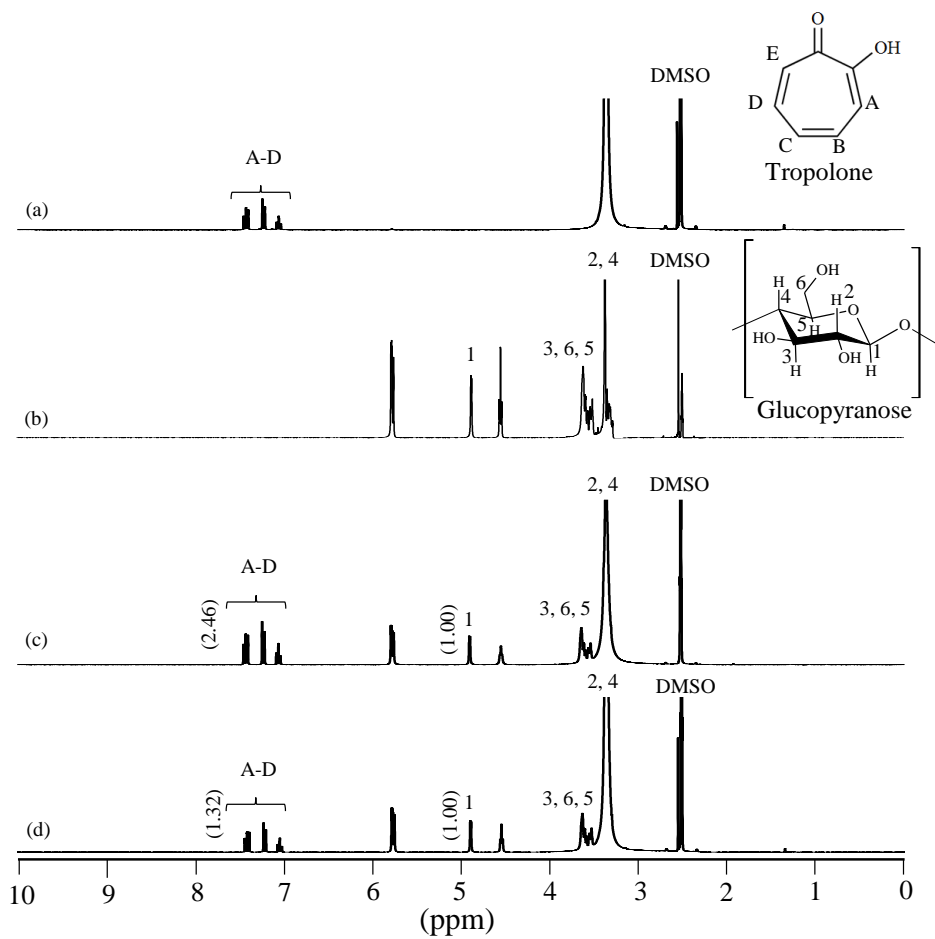 O
OH
E
DMSO
D
A
A-D
C
B
Tropolone
(a)
2, 4
DMSO
6
OH
H
H
2
4
O
1
3, 6, 5
5
H
O
HO
OH
1
3
H
H
(b)
Glucopyranose
2, 4
DMSO
A-D
(2.46)
(1.00)
1
3, 6, 5
(c)
2, 4
DMSO
A-D
(1.32)
(1.00)
1
3, 6, 5
(d)
10 9 8 7 6 5 4 3 2 1 0
(ppm)